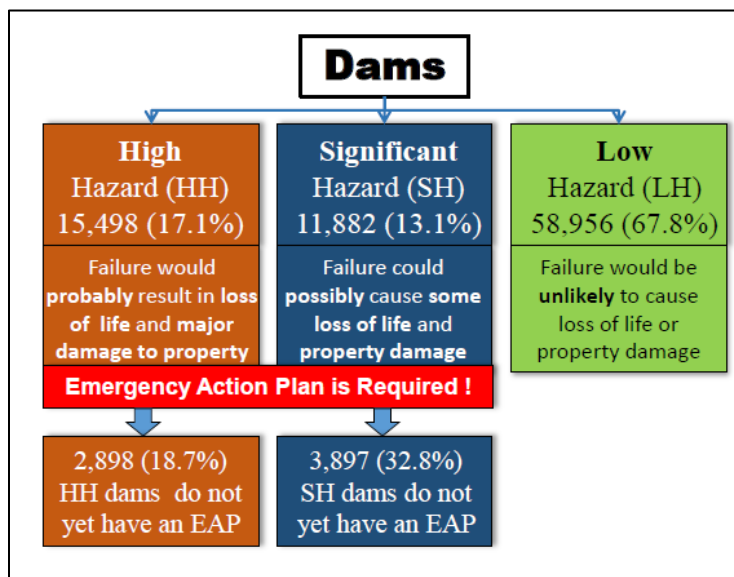 Dams
High
Hazard (HH)
15,498 (17.1%)
Failure would
probably result in loss
of life and major
damage to property
Significant
Hazard (SH)
11,882 (13.1%)
Failure could
possibly cause some
loss of life and
property damage
Low
Hazard (LH)
58,956 (67.8%)
Failure would be
unlikely to cause
loss of life or
property damage
Emergency Action Plan is Required !
2,898 (18.7%)
HH dams do not
yet have an EAP
3,897 (32.8%)
SH dams do not
yet have an EAP